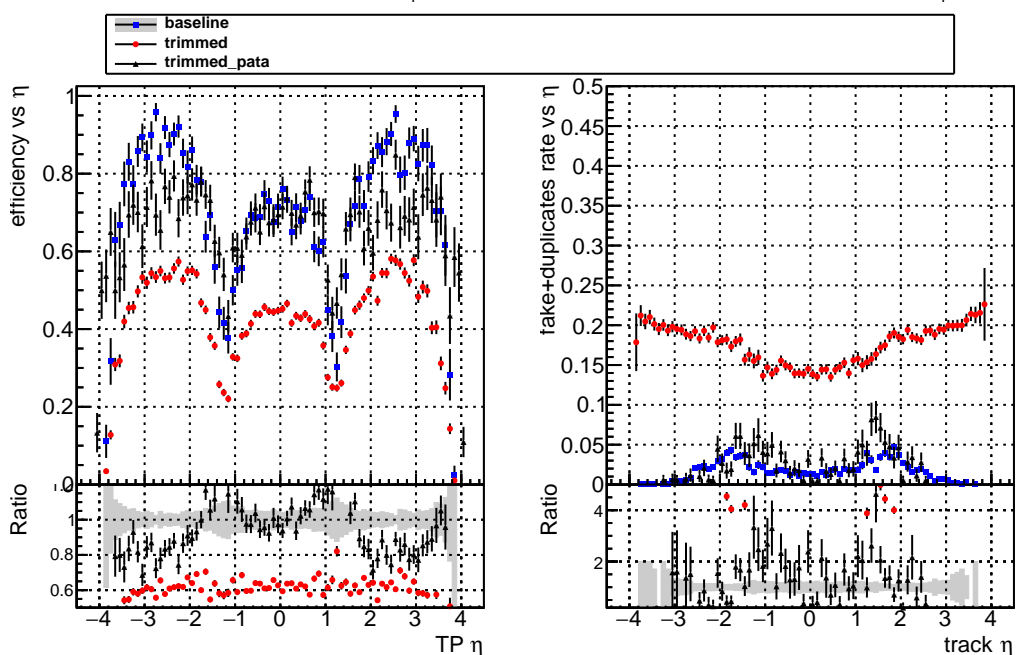 baseline
trimmed
trimmed_pata
efficiency vs η
1
0.8
0.6
0.4
0.2
0
Ratio
1
0.8
0.6
−4 −3 −2 −1 0 1 2 3 4
TP η
fake+duplicates rate vs η
0.5
0.45
0.4
0.35
0.3
0.25
0.2
0.15
0.1
0.05
0
Ratio
4
2
−4 −3 −2 −1 0 1 2 3 4
track η